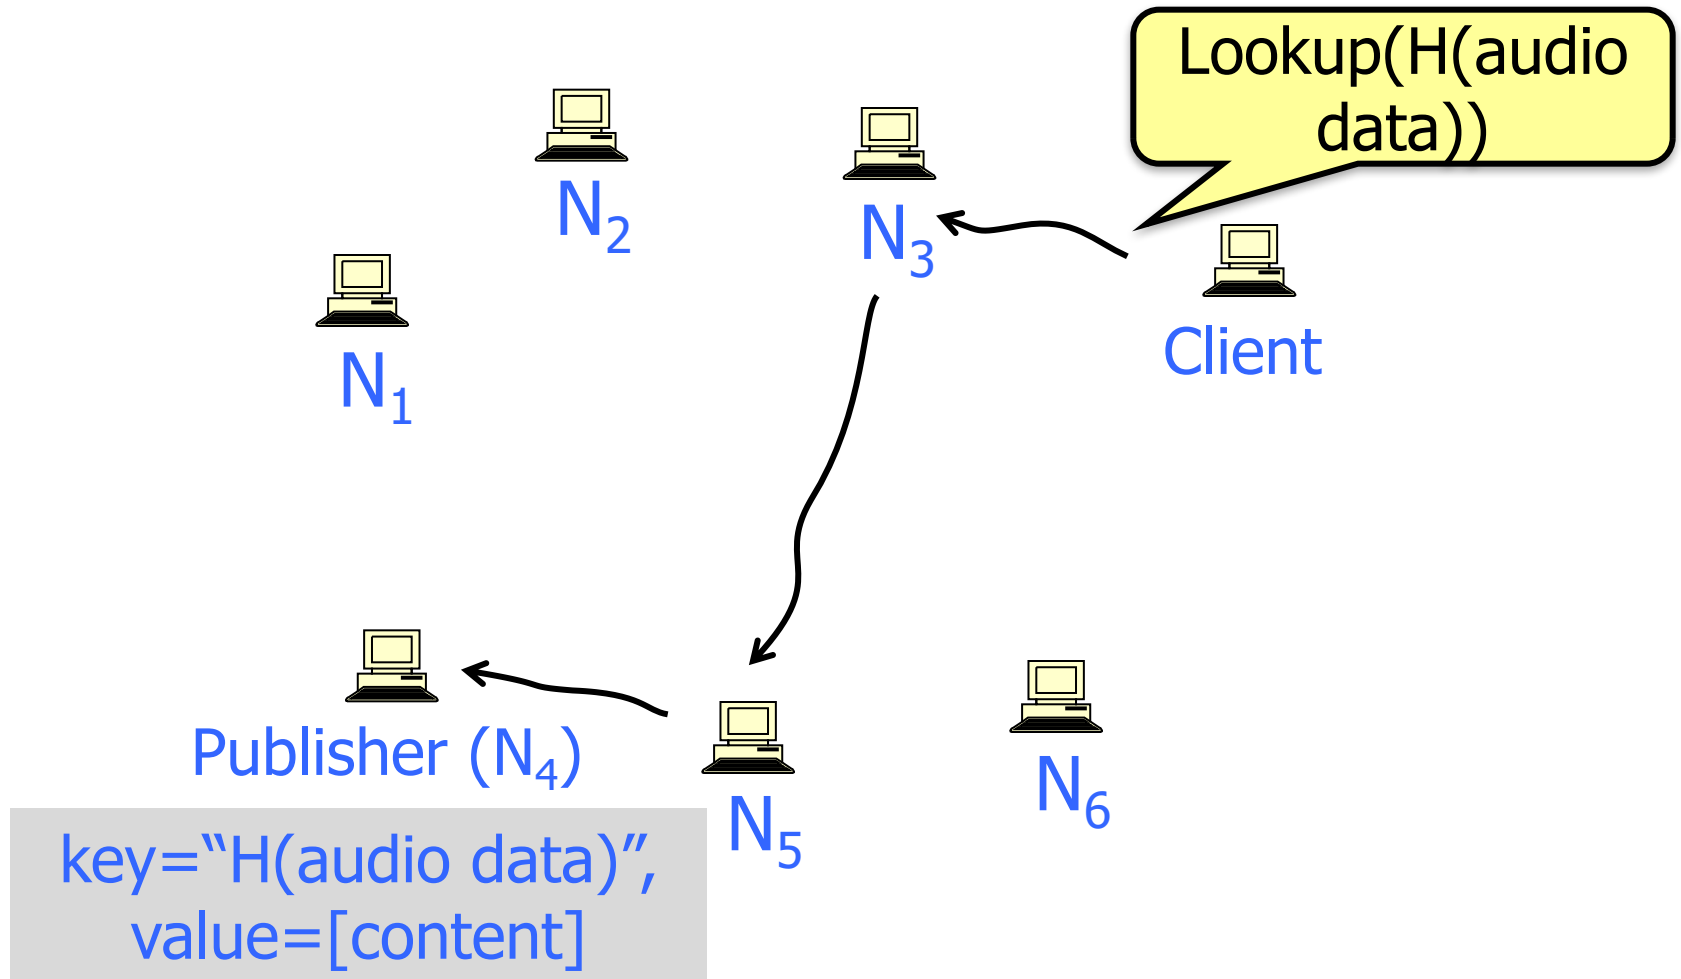 Lookup(H(audio
data))
N₂
N₃
N₁
Client
Publisher (N₄)
N₅
N₆
key=“H(audio data)”,
value=[content]